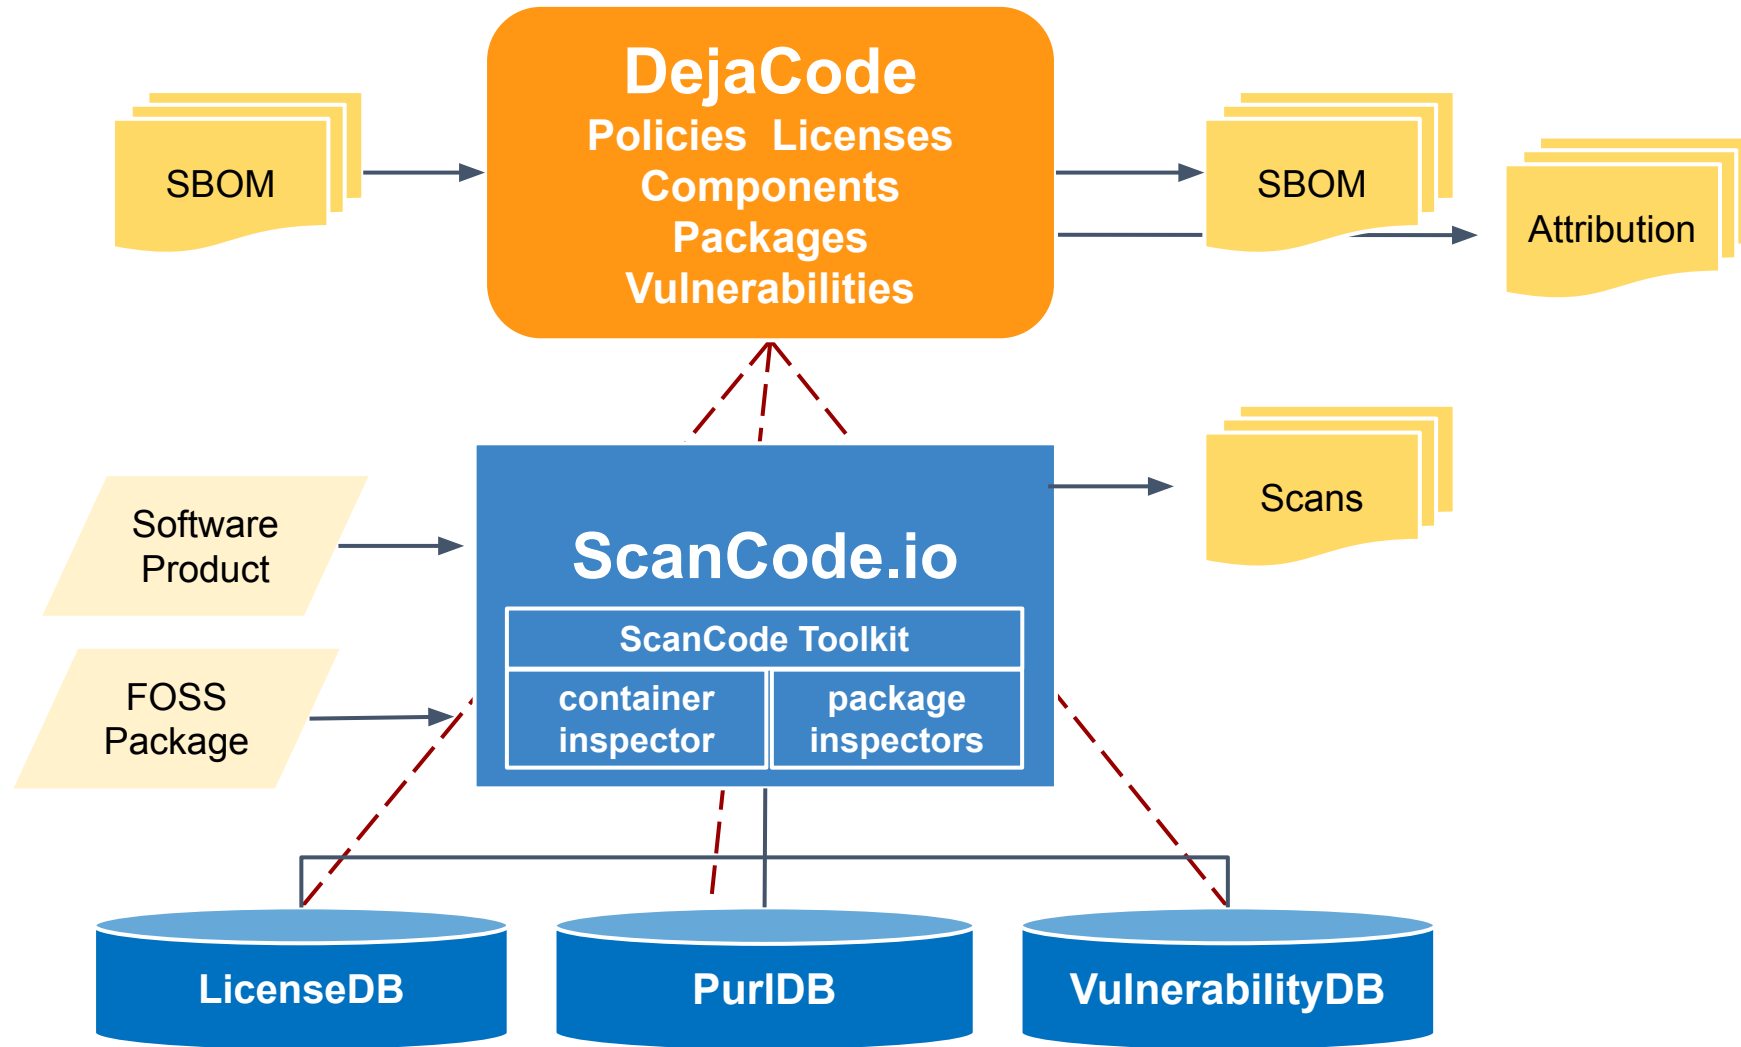 DejaCode
Policies  Licenses
Components
Packages
Vulnerabilities
SBOM
SBOM
Attribution
Software
Product
FOSS
Package
ScanCode.io
ScanCode Toolkit
container
inspector
package
inspectors
Scans
LicenseDB
PurlDB
VulnerabilityDB